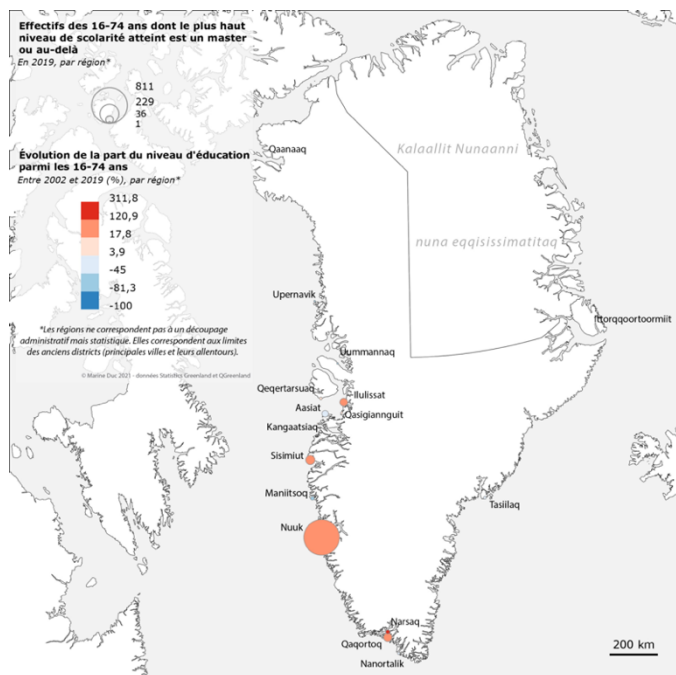 Effectifs des 16-74 ans dont le plus haut
niveau de scolarité atteint est un master
ou au-delà
En 2019, par région*
811
229
36
1
Évolution de la part du niveau d'éducation
parmi les 16-74 ans
Entre 2002 et 2019 (%), par région*
311,8
120,9
17,8
3,9
-45
-81,3
-100
*Les régions ne correspondent pas à un découpage
administratif mais statistique. Elles correspondent aux limites
des anciens districts (principales villes et leurs allentours).
© Marine Duc 2021 - données Statistics Greenland et QGreenland
Qaanaaq
Kalaallit Nunaanni
nuna eqqisisimatitaq
Upernavik
Ittorqqoortoormiit
Uummannaq
Qeqertarsuaq
Ilulissat
Aasiat
Qasigiannguit
Kangaatsiaq
Sisimiut
Maniitsoq
Tasiilaq
Nuuk
Narsaq
Qaqortoq
Nanortalik
200 km